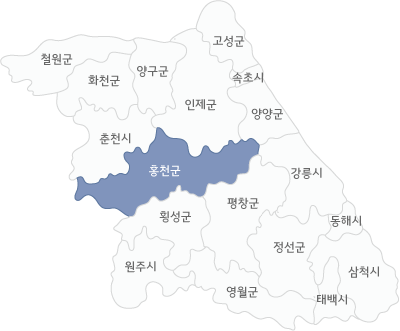 고성군
철원군
양구군
속초시
화천군
인제군
양양군
춘천시
홍천군
강릉시
평창군
횡성군
동해시
정선군
원주시
삼척시
영월군
태백시